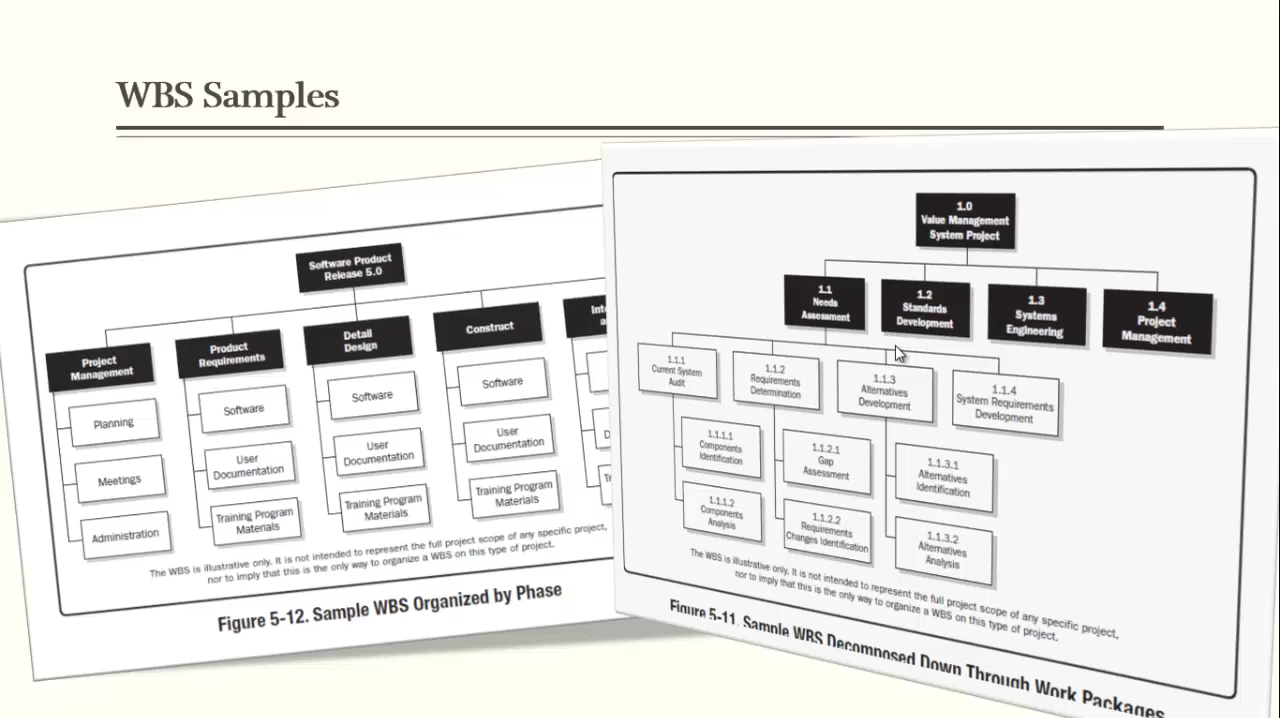 WBS Samples
Software Product
Release 5.0
Project
Management
Planning
Meetings
Administration
Product
Requirements
Software
User
Documentation
Training Program
Materials
Detail
Design
Software
User
Documentation
Training Program
Materials
Construct
Software
User
Documentation
Training Program
Materials
The WBS is illustrative only. It is not intended to represent the full project scope of any specific project,
nor to imply that this is the only way to organize a WBS on this type of project.
Figure 5-12. Sample WBS Organized by Phase
1.0
Value Management
System Project
1.1
Needs
Assessment
1.2
Standards
Development
1.3
Systems
Engineering
1.4
Project
Management
1.1.1
Current System
Audit
1.1.2
Requirements
Determination
1.1.3
Alternatives
Development
1.1.4
System Requirements
Development
1.1.1.1
Components
Identification
1.1.1.2
Components
Analysis
1.1.2.1
Gap
Assessment
1.1.2.2
Requirements
Changes Identification
1.1.3.1
Alternatives
Identification
1.1.3.2
Alternatives
Analysis
The WBS is illustrative only. It is not intended to represent the full project scope of any specific project,
nor to imply that this is the only way to organize a WBS on this type of project.
Figure 5-11. Sample WBS Decomposed Down Through Work Packages